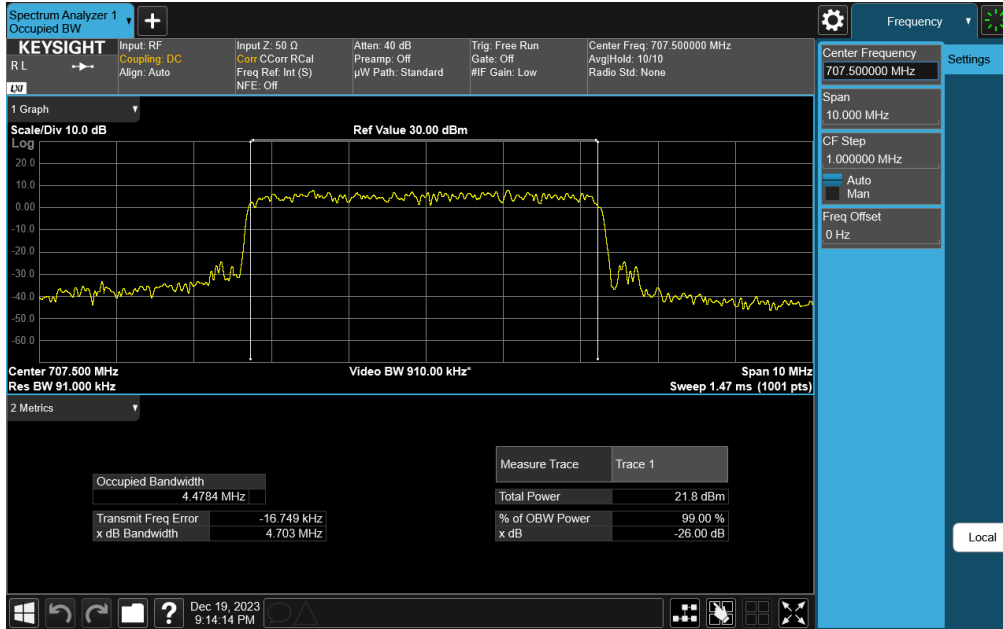 Spectrum Analyzer 1
Occupied BW
+
Frequency
KEYSIGHT
R L
LXI
Input: RF
Coupling: DC
Align: Auto
Input Z: 50 Ω
Corr CCorr RCal
Freq Ref: Int (S)
NFE: Off
Atten: 40 dB
Preamp: Off
µW Path: Standard
Trig: Free Run
Gate: Off
#IF Gain: Low
Center Freq: 707.500000 MHz
Avg|Hold: 10/10
Radio Std: None
Center Frequency
707.500000 MHz
Settings
Span
10.000 MHz
CF Step
1.000000 MHz
Auto
Man
Freq Offset
0 Hz
Local
1 Graph
Scale/Div 10.0 dB
Ref Value 30.00 dBm
Log
20.0
10.0
0.00
-10.0
-20.0
-30.0
-40.0
-50.0
-60.0
Center 707.500 MHz
Video BW 910.00 kHz*
Span 10 MHz
Res BW 91.000 kHz
Sweep 1.47 ms (1001 pts)
2 Metrics
Measure Trace
Trace 1
Occupied Bandwidth
4.4784 MHz
Total Power
21.8 dBm
Transmit Freq Error
-16.749 kHz
% of OBW Power
99.00 %
x dB Bandwidth
4.703 MHz
x dB
-26.00 dB
?
Dec 19, 2023
9:14:14 PM